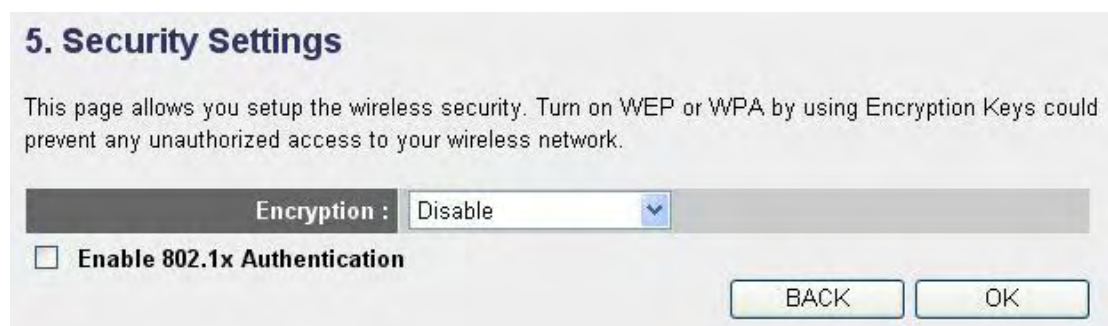 5. Security Settings
This page allows you setup the wireless security. Turn on WEP or WPA by using Encryption Keys could
prevent any unauthorized access to your wireless network.
Encryption : Disable
Enable 802.1x Authentication
BACK OK